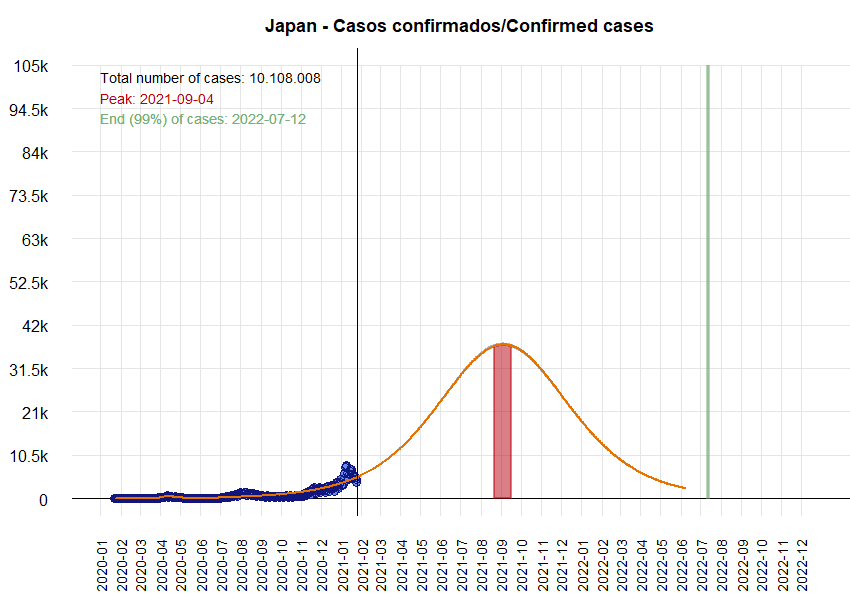 Japan - Casos confirmados/Confirmed cases
105k
94.5k
84k
73.5k
63k
52.5k
42k
31.5k
21k
10.5k
0
Total number of cases: 10.108.008
Peak: 2021-09-04
End (99%) of cases: 2022-07-12
2020-01
2020-02
2020-03
2020-04
2020-05
2020-06
2020-07
2020-08
2020-09
2020-10
2020-11
2020-12
2021-01
2021-02
2021-03
2021-04
2021-05
2021-06
2021-07
2021-08
2021-09
2021-10
2021-11
2021-12
2022-01
2022-02
2022-03
2022-04
2022-05
2022-06
2022-07
2022-08
2022-09
2022-10
2022-11
2022-12